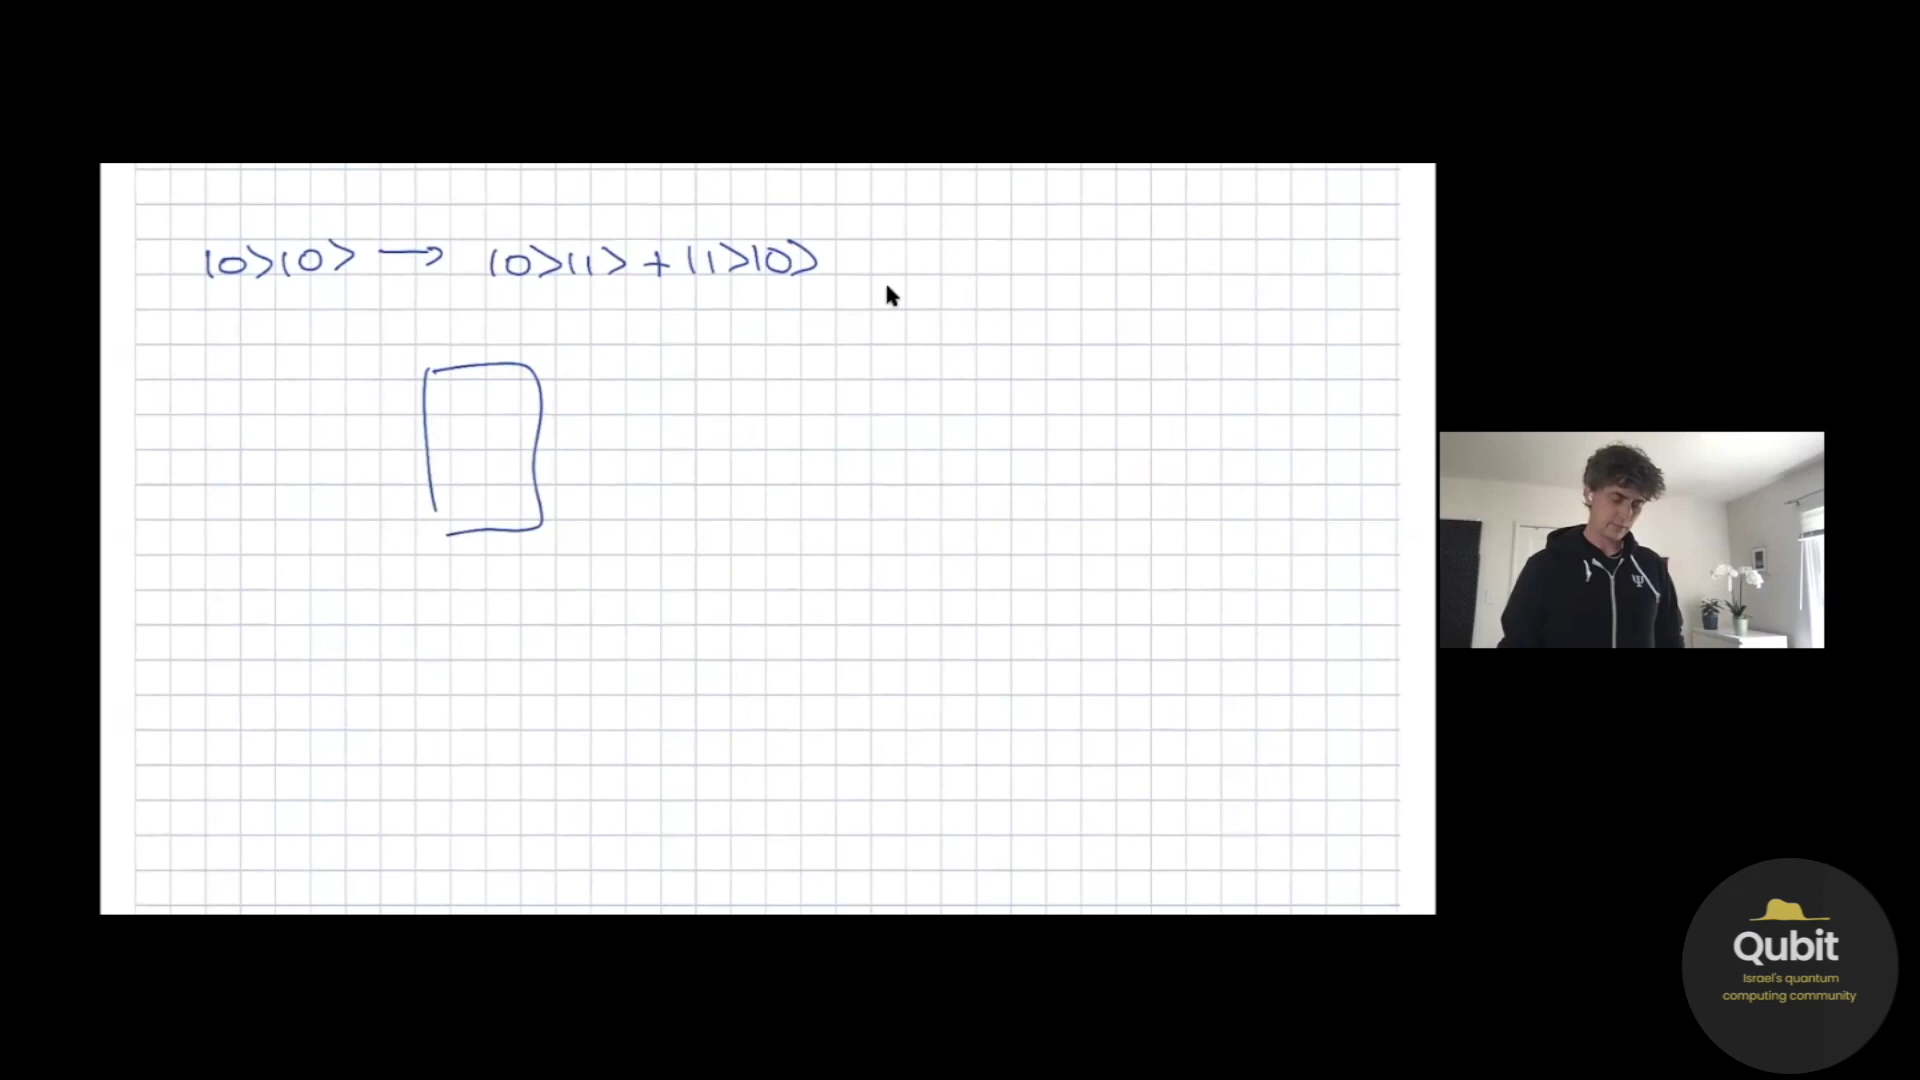 |0>|0> → |0>|1> + |1>|0>
Ψ
Qubit
Israel's quantum
computing community